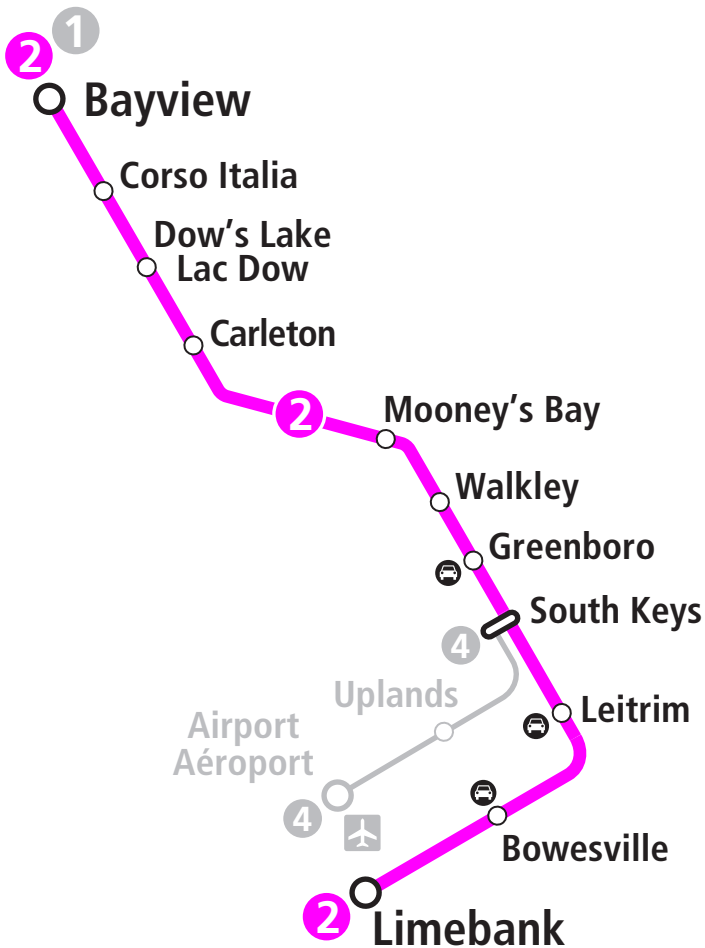 1
2
Bayview
Corso Italia
Dow's Lake
Lac Dow
Carleton
2
Mooney's Bay
Walkley
Greenboro
South Keys
4
Uplands
Leitrim
Airport
Aéroport
4
Bowesville
2
Limebank